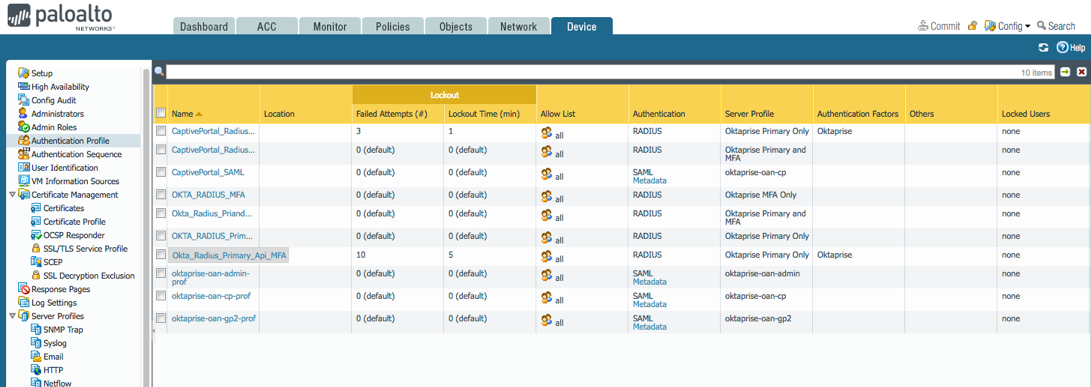 paloalto
NETWORKS®
Dashboard ACC Monitor Policies Objects Network Device
Commit Config Search
Help
10 items
Setup
High Availability
Config Audit
Administrators
Admin Roles
Authentication Profile
Authentication Sequence
User Identification
VM Information Sources
Certificate Management
Certificates
Certificate Profile
OCSP Responder
SSL/TLS Service Profile
SCEP
SSL Decryption Exclusion
Response Pages
Log Settings
Server Profiles
SNMP Trap
Syslog
Email
HTTP
Netflow
Lockout
Name Location Failed Attempts (#) Lockout Time (min) Allow List Authentication Server Profile Authentication Factors Others Locked Users
CaptivePortal_Radius... 3 1 all RADIUS Oktaprise Primary Only Oktaprise none
CaptivePortal_Radius... 0 (default) 0 (default) all RADIUS Oktaprise Primary and none
MFA
CaptivePortal_SAML 0 (default) 0 (default) all SAML oktaprise-oan-cp none
Metadata
OKTA_RADIUS_MFA 0 (default) 0 (default) all RADIUS Oktaprise MFA Only none
Okta_Radius_Priand... 0 (default) 0 (default) all RADIUS Oktaprise Primary and none
MFA
OKTA_RADIUS_Prim... 0 (default) 0 (default) all RADIUS Oktaprise Primary Only none
Okta_Radius_Primary_Api_MFA 10 5 all RADIUS Oktaprise Primary Only Oktaprise none
oktaprise-oan-admin- 0 (default) 0 (default) all SAML oktaprise-oan-admin none
prof Metadata
oktaprise-oan-cp-prof 0 (default) 0 (default) all SAML oktaprise-oan-cp none
Metadata
oktaprise-oan-gp2-prof 0 (default) 0 (default) all SAML oktaprise-oan-gp2 none
Metadata